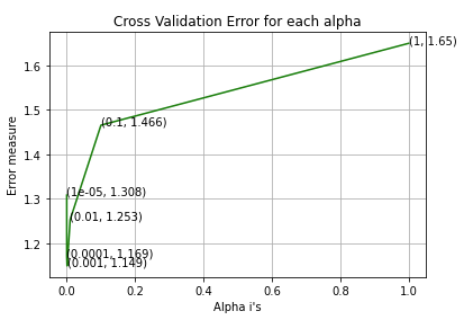 Cross Validation Error for each alpha
(1, 1.65)
1.6
1.5
(0.1, 1.466)
1.4
1.3
(1e-05, 1.308)
(0.01, 1.253)
1.2
(0.0001, 1.169)
(0.001, 1.149)
Error measure
0.0 0.2 0.4 0.6 0.8 1.0
Alpha i's